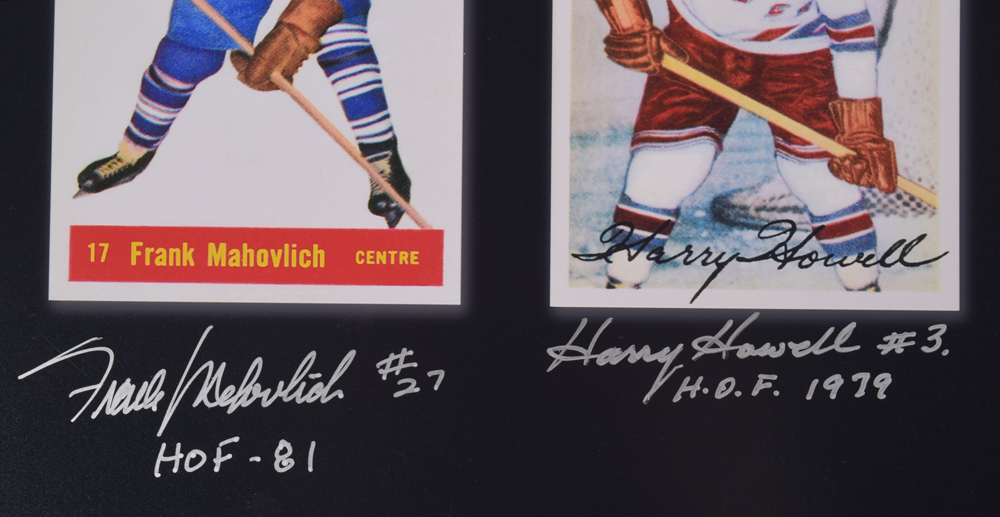 17 Frank Mahovlich CENTRE
Harry Howell
Frank Mahovlich #27
HOF-81
Harry Howell #3.
H.O.F. 1979